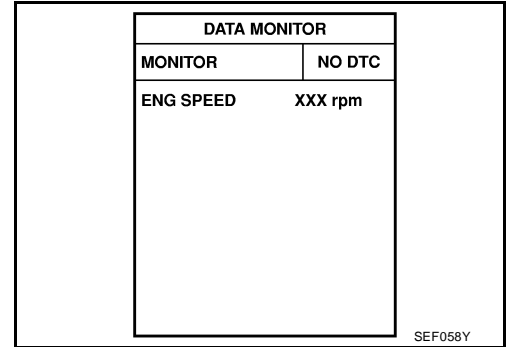 DATA MONITOR
MONITOR NO DTC
ENG SPEED XXX rpm
SEF058Y